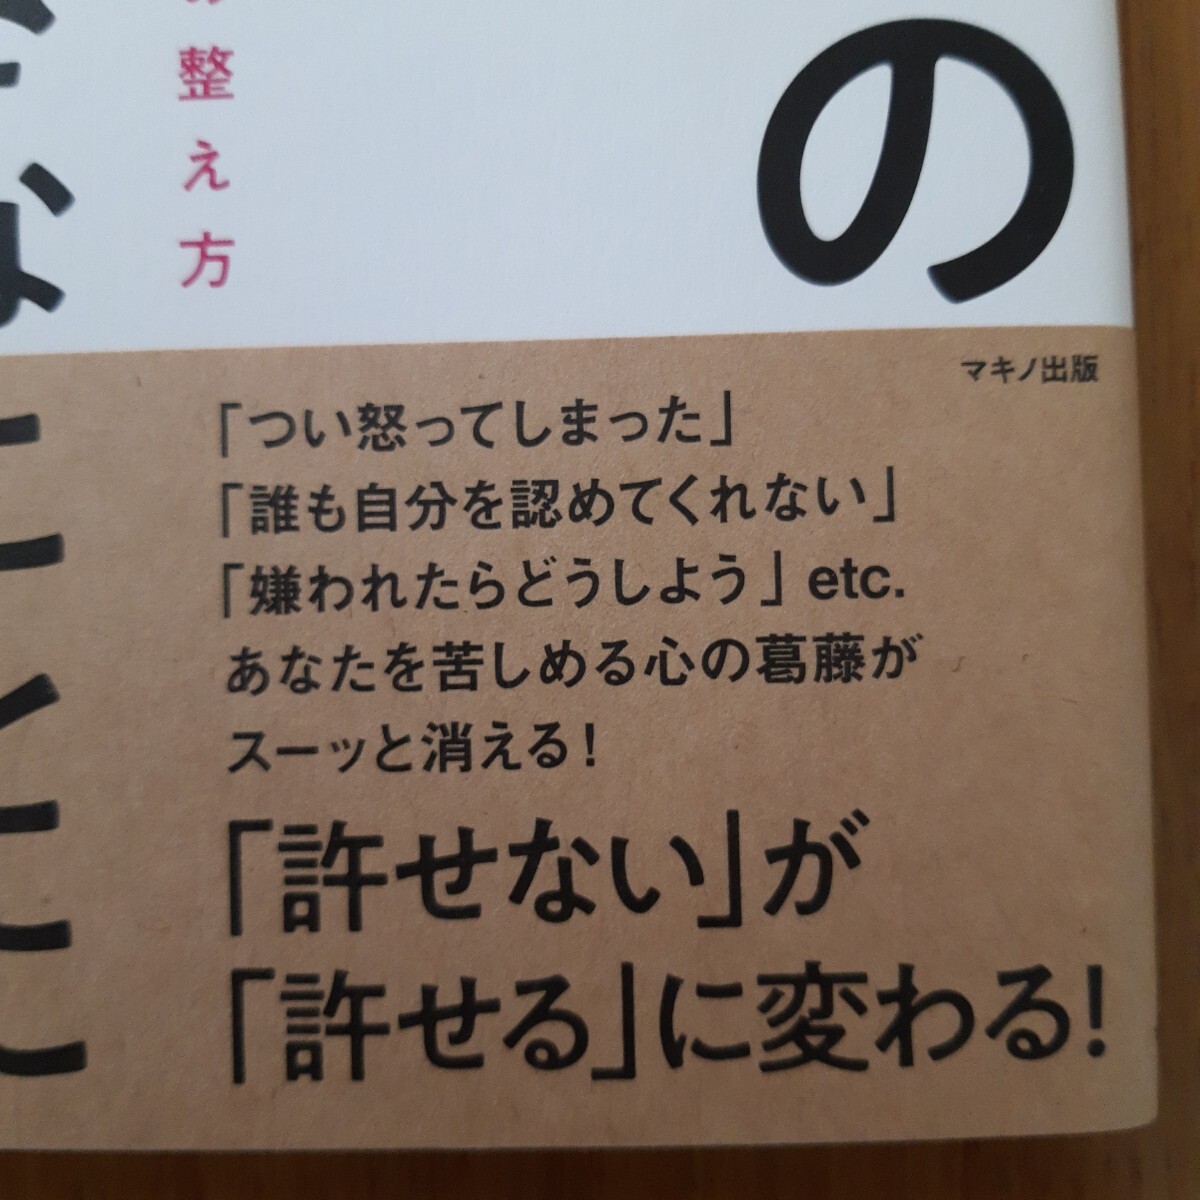 の
整え方
マキノ出版
「つい怒ってしまった」
「誰も自分を認めてくれない」
「嫌われたらどうしよう」etc.
あなたを苦しめる心の葛藤が
スーッと消える!
「許せない」が
「許せる」に変わる!